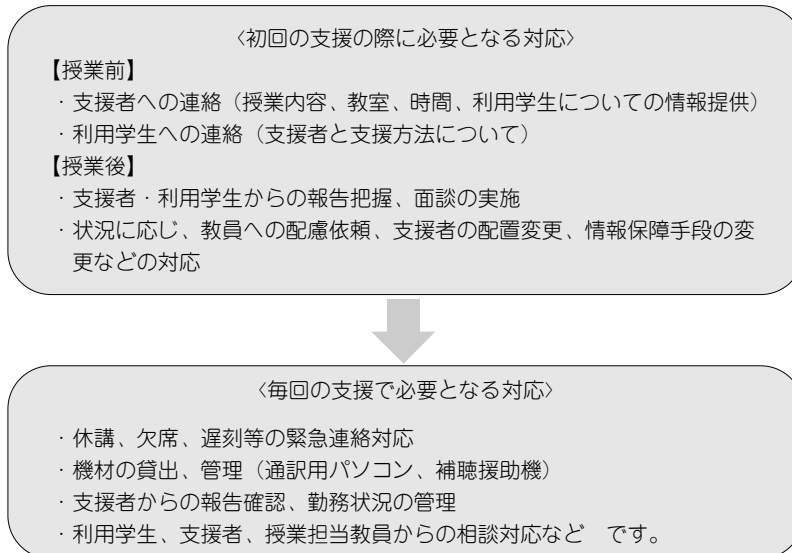 〈初回の支援の際に必要となる対応〉
【授業前】
・支援者への連絡（授業内容、教室、時間、利用学生についての情報提供）
・利用学生への連絡（支援者と支援方法について）
【授業後】
・支援者・利用学生からの報告把握、面談の実施
・状況に応じ、教員への配慮依頼、支援者の配置変更、情報保障手段の変
更などの対応
〈毎回の支援で必要となる対応〉
・休講、欠席、遅刻等の緊急連絡対応
・機材の貸出、管理（通訳用パソコン、補聴援助機）
・支援者からの報告確認、勤務状況の管理
・利用学生、支援者、授業担当教員からの相談対応など　です。